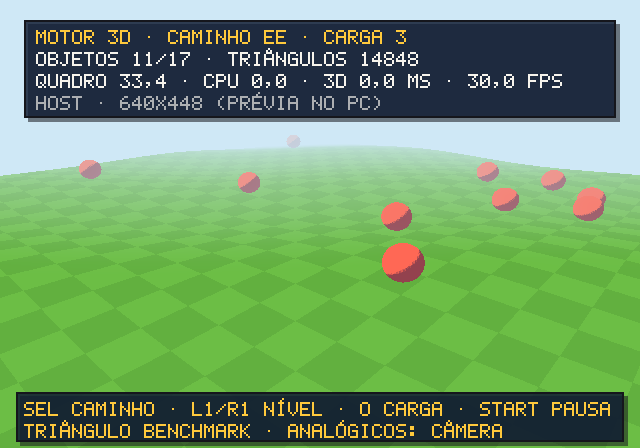 MOTOR 3D · CAMINHO EE · CARGA 3
OBJETOS 11/17 · TRIÂNGULOS 14848
QUADRO 33,4 · CPU 0,0 · 3D 0,0 MS · 30,0 FPS
HOST · 640X448 (PRÉVIA NO PC)
SEL CAMINHO · L1/R1 NÍVEL · O CARGA · START PAUSA
TRIÂNGULO BENCHMARK · ANALÓGICOS: CÂMERA